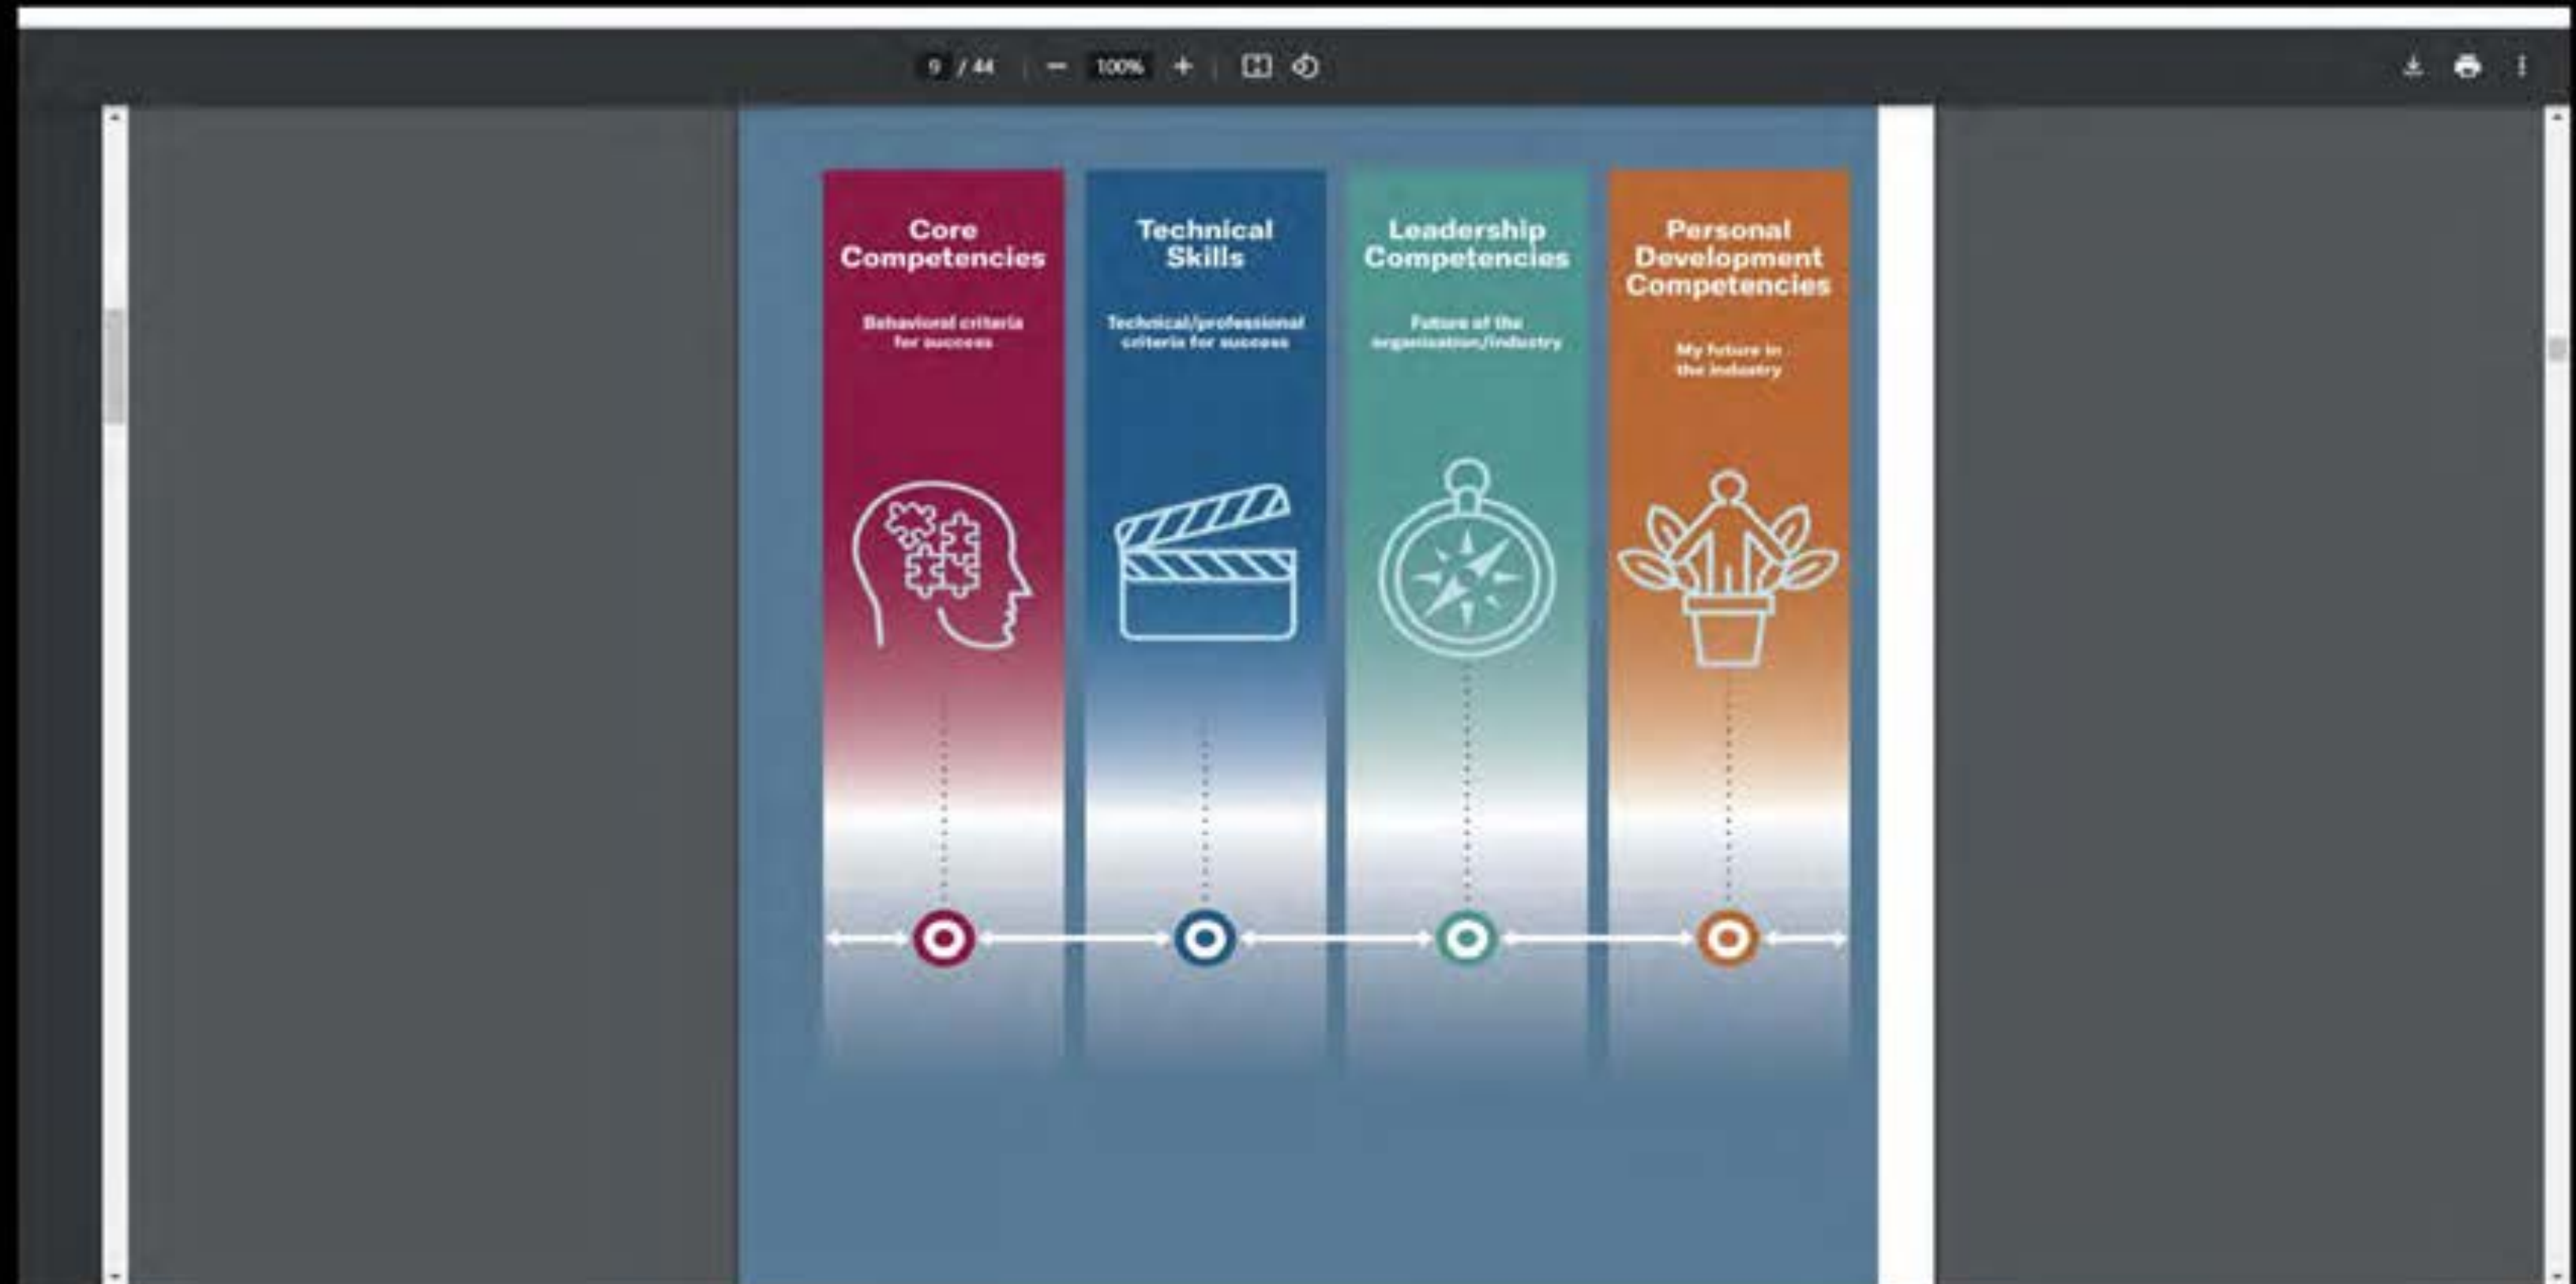 9 / 44
100%
Core
Competencies
Behavioral criteria
for success
Technical
Skills
Technical/professional
criteria for success
Leadership
Competencies
Future of the
organisation/industry
Personal
Development
Competencies
My future in
the industry